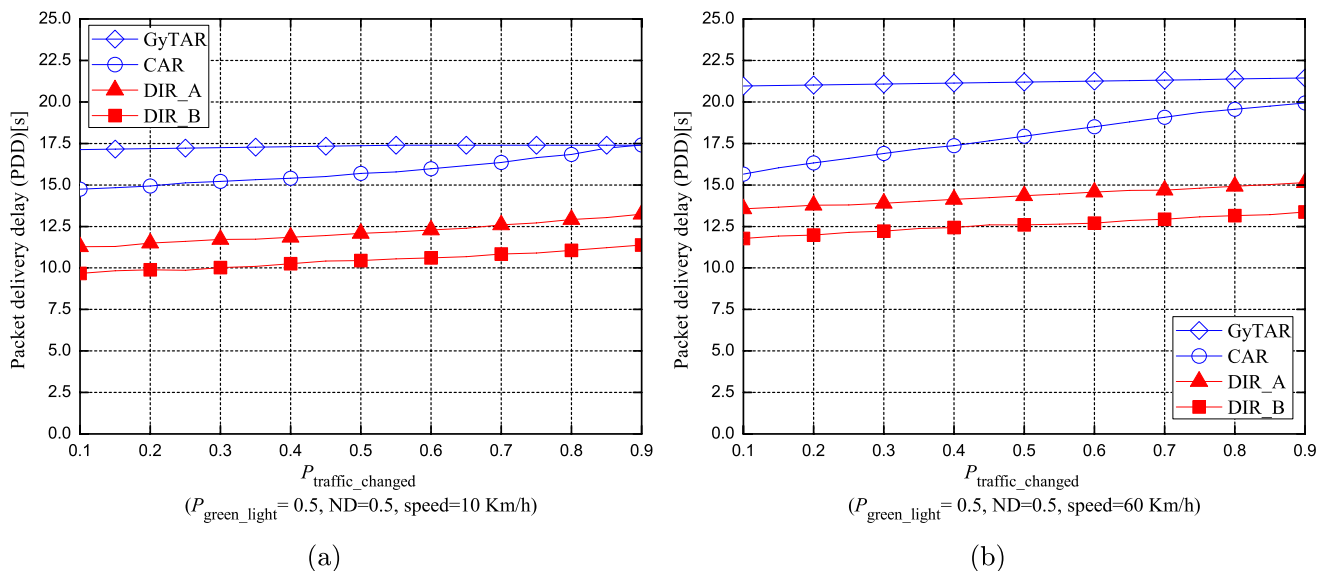 25.0
22.5
20.0
17.5
15.0
12.5
10.0
7.5
5.0
2.5
0.0
Packet delivery delay (PDD)[s]
GyTAR
CAR
DIR_A
DIR_B
0.1 0.2 0.3 0.4 0.5 0.6 0.7 0.8 0.9
P traffic_changed
(P green_light= 0.5, ND=0.5, speed=10 Km/h)
(a)
25.0
22.5
20.0
17.5
15.0
12.5
10.0
7.5
5.0
2.5
0.0
Packet delivery delay (PDD)[s]
GyTAR
CAR
DIR_A
DIR_B
0.1 0.2 0.3 0.4 0.5 0.6 0.7 0.8 0.9
P traffic_changed
(P green_light= 0.5, ND=0.5, speed=60 Km/h)
(b)